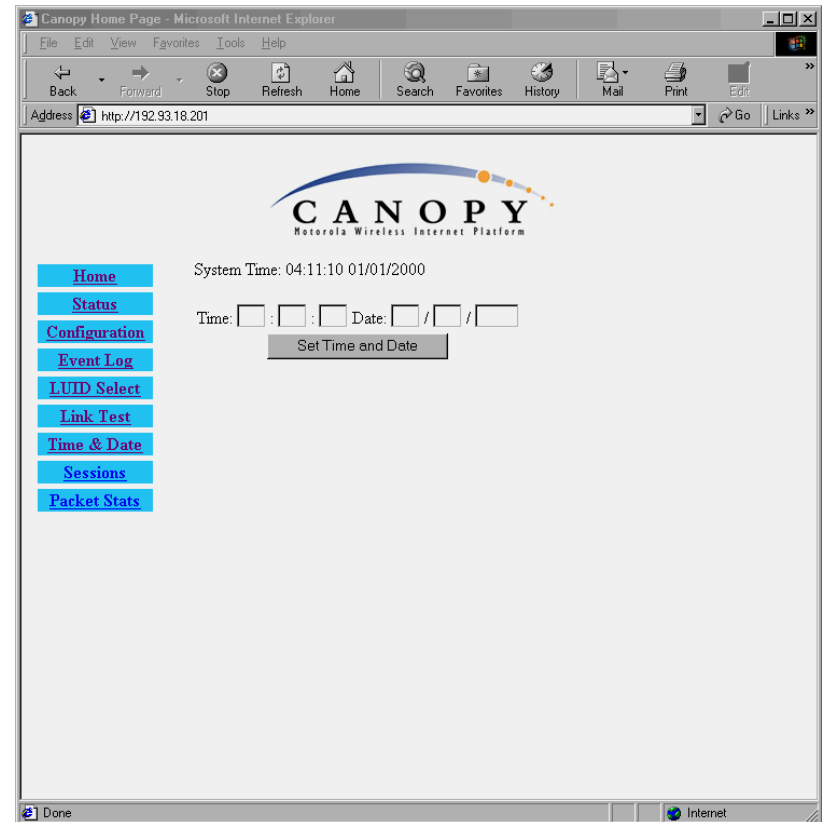 Canopy Home Page - Microsoft Internet Explorer
File Edit View Favorites Tools Help
Back Forward Stop Refresh Home Search Favorites History Mail Print Edit »
Address http://192.93.18.201 Go Links »
CANOPY
Motorola Wireless Internet Platform
System Time: 04:11:10 01/01/2000
Time: : : Date: / /
Set Time and Date
Home
Status
Configuration
Event Log
LUID Select
Link Test
Time & Date
Sessions
Packet Stats
Done Internet